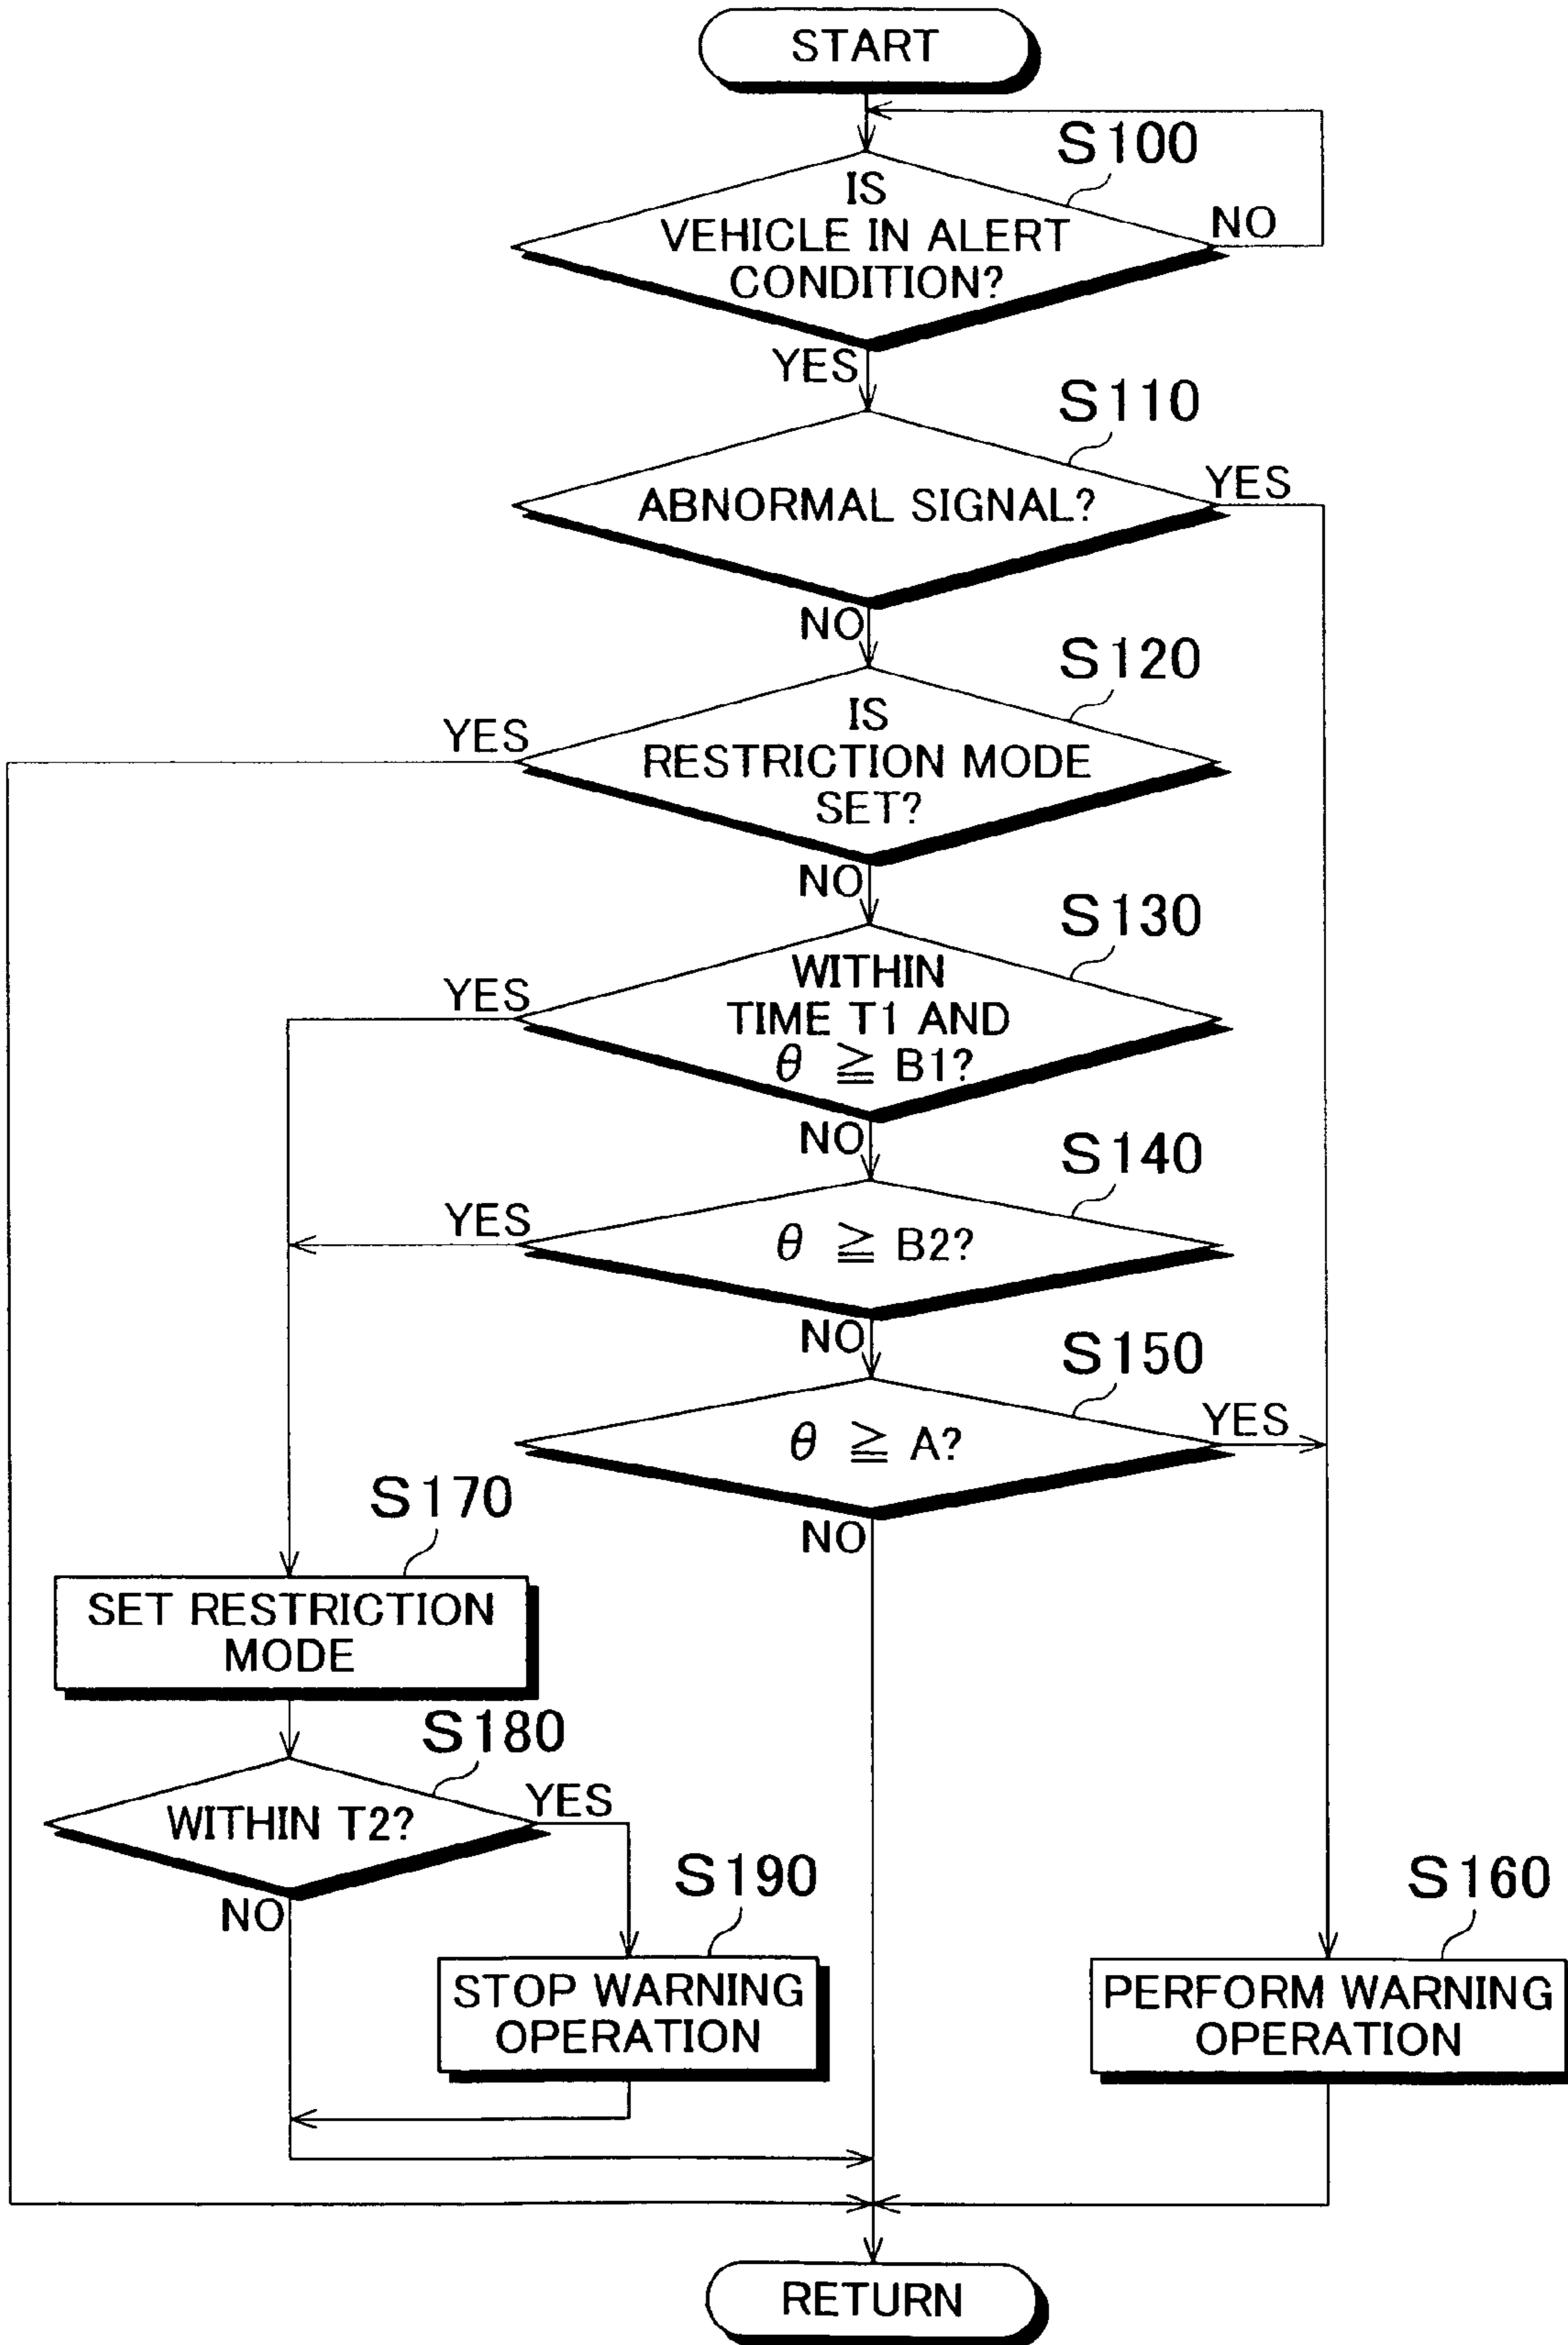 START
S100
IS
VEHICLE IN ALERT
CONDITION?
NO
YES
S110
ABNORMAL SIGNAL?
YES
NO
S120
YES
IS
RESTRICTION MODE
SET?
NO
S130
YES
WITHIN
TIME T1 AND
θ ≧ B1?
NO
S140
YES
θ ≧ B2?
NO
S150
θ ≧ A?
YES
NO
S170
SET RESTRICTION
MODE
S180
WITHIN T2?
YES
NO
S190
STOP WARNING
OPERATION
S160
PERFORM WARNING
OPERATION
RETURN